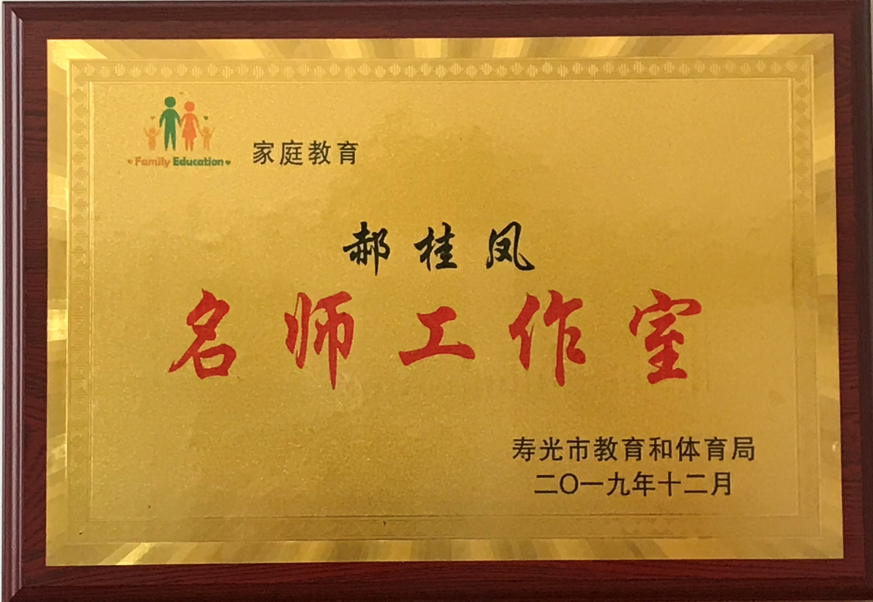 Family Education
家庭教育
郝桂凤
名师工作室
寿光市教育和体育局
二〇一九年十二月